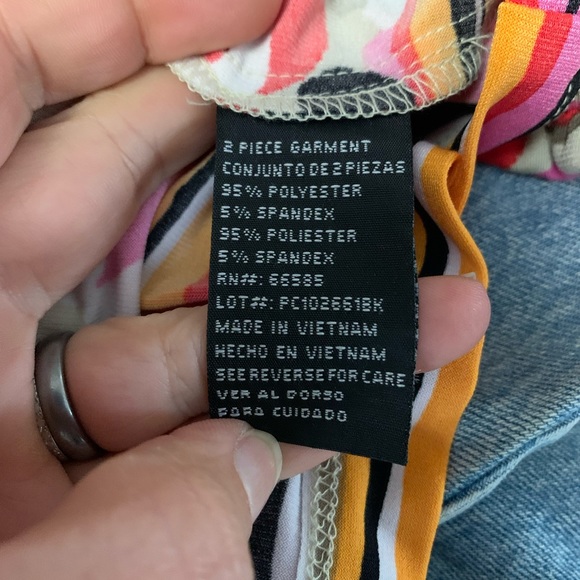 2 PIECE GARMENT
CONJUNTO DE 2 PIEZAS
95% POLYESTER
5% SPANDEX
95% POLIESTER
5% SPANDEX
RN#: 66585
LOT#: PC102661BK
MADE IN VIETNAM
HECHO EN VIETNAM
SEE REVERSE FOR CARE
VER AL DORSO
PARA CUIDADO